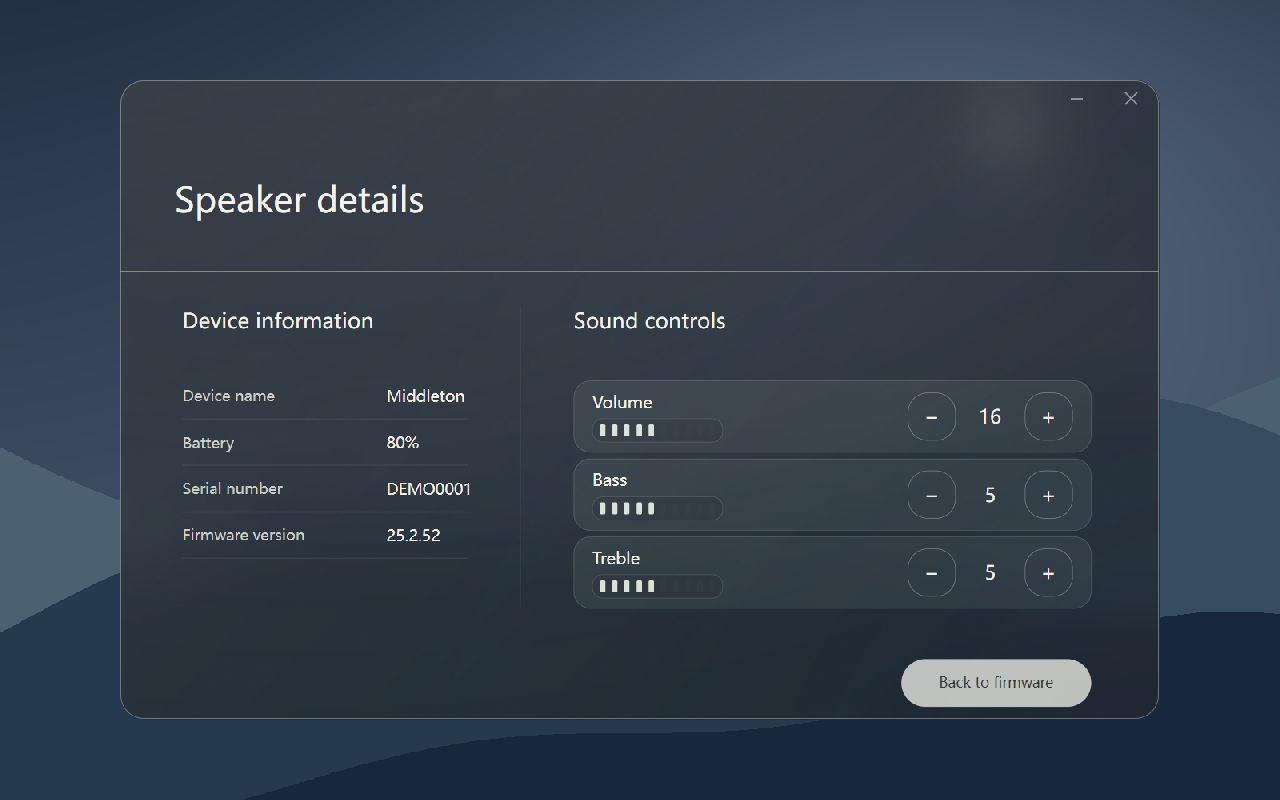 Speaker details
Device information
Device name Middleton
Battery 80%
Serial number DEMO0001
Firmware version 25.2.52
Sound controls
Volume
− 16 +
Bass
− 5 +
Treble
− 5 +
Back to firmware